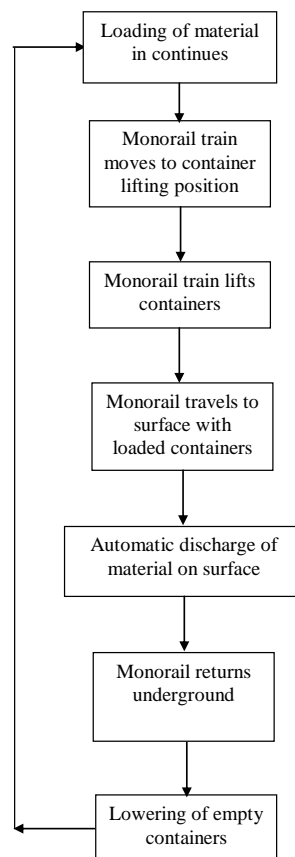 Loading of material
in continues
Monorail train
moves to container
lifting position
Monorail train lifts
containers
Monorail travels to
surface with
loaded containers
Automatic discharge of
material on surface
Monorail returns
underground
Lowering of empty
containers